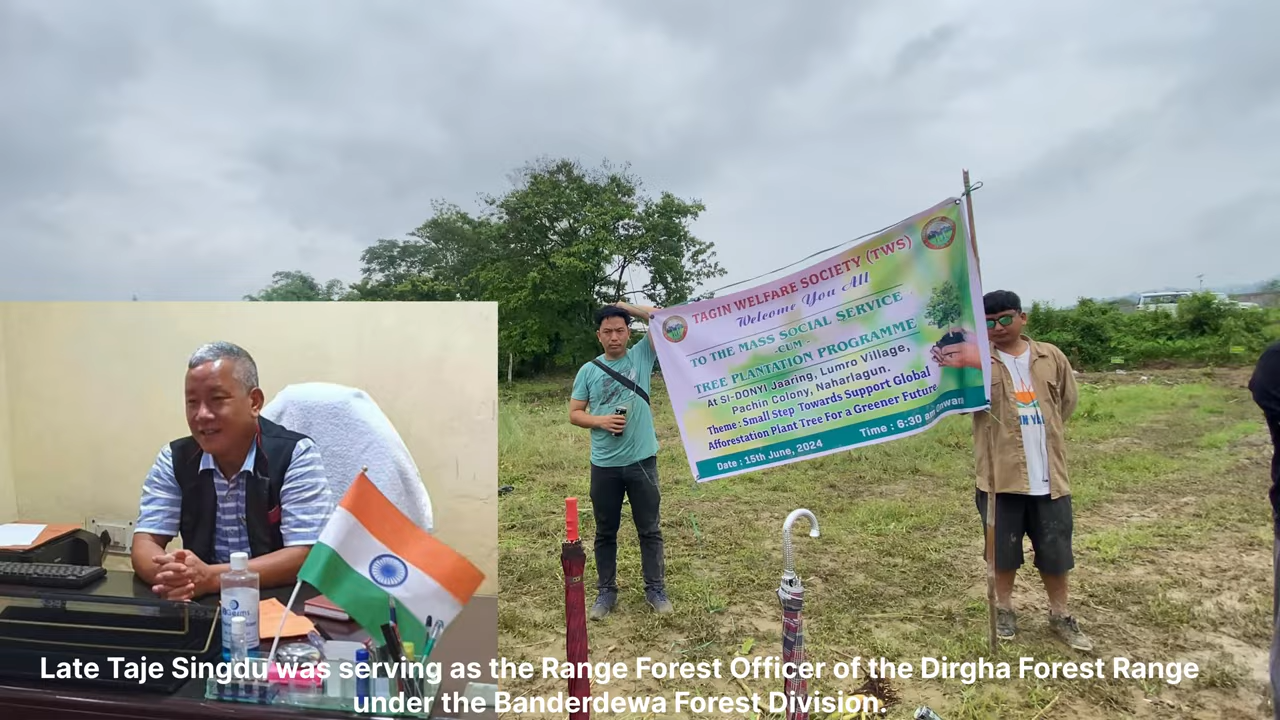 TAGIN WELFARE SOCIETY (TWS)
Welcome You All
TO THE MASS SOCIAL SERVICE
-CUM-
TREE PLANTATION PROGRAMME
At SI-DONYI Jaaring, Lumro Village,
Pachin Colony, Naharlagun.
Theme : Small Step Towards Support Global
Afforestation Plant Tree For a Greener Future
Date : 15th June, 2024 Time : 6:30 am
Late Taje Singdu was serving as the Range Forest Officer of the Dirgha Forest Range
under the Banderdewa Forest Division.